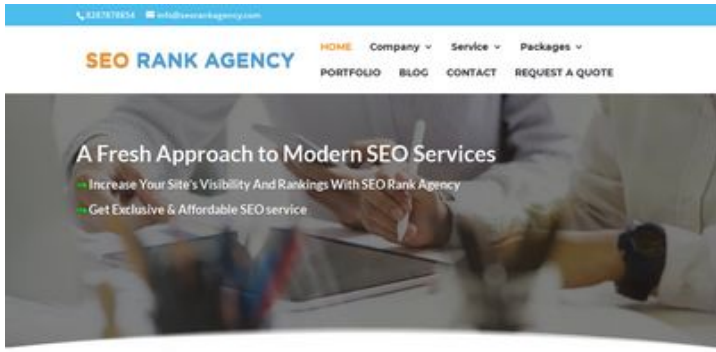 8287878654 info@seorankagency.com
SEO RANK AGENCY
HOME Company Service Packages
PORTFOLIO BLOG CONTACT REQUEST A QUOTE
A Fresh Approach to Modern SEO Services
Increase Your Site's Visibility And Rankings With SEO Rank Agency
Get Exclusive & Affordable SEO service